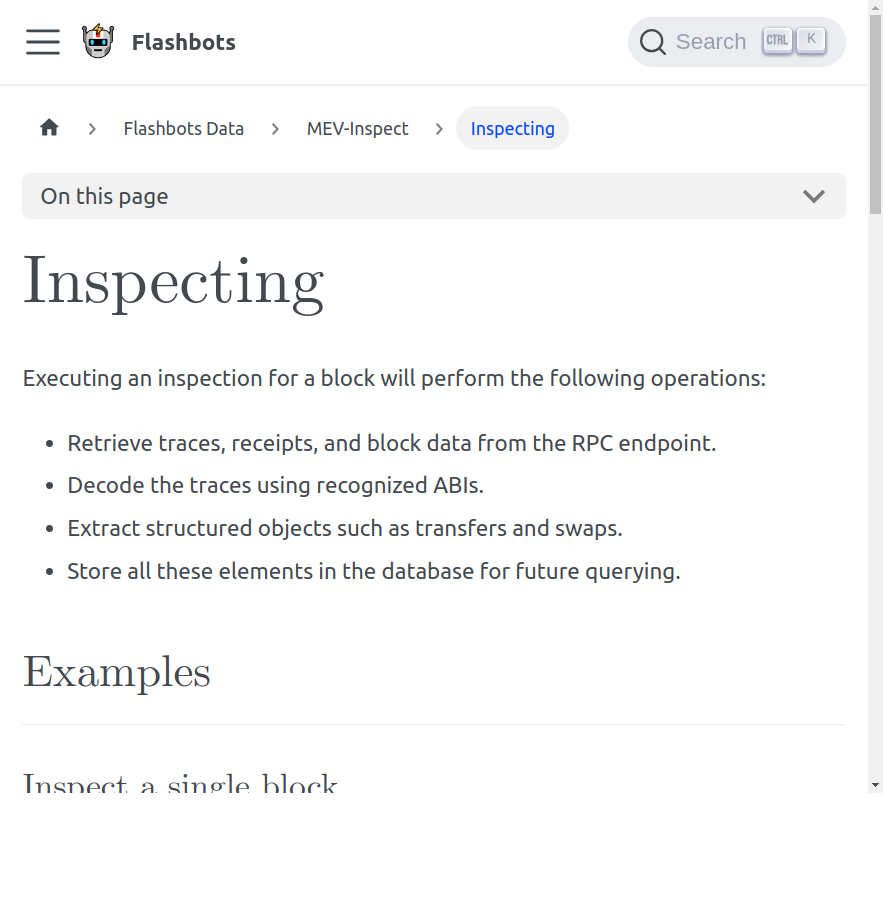 Flashbots
Search CTRL K
Flashbots Data MEV-Inspect Inspecting
On this page
Inspecting
Executing an inspection for a block will perform the following operations:
Retrieve traces, receipts, and block data from the RPC endpoint.
Decode the traces using recognized ABIs.
Extract structured objects such as transfers and swaps.
Store all these elements in the database for future querying.
Examples
Inspect a single block